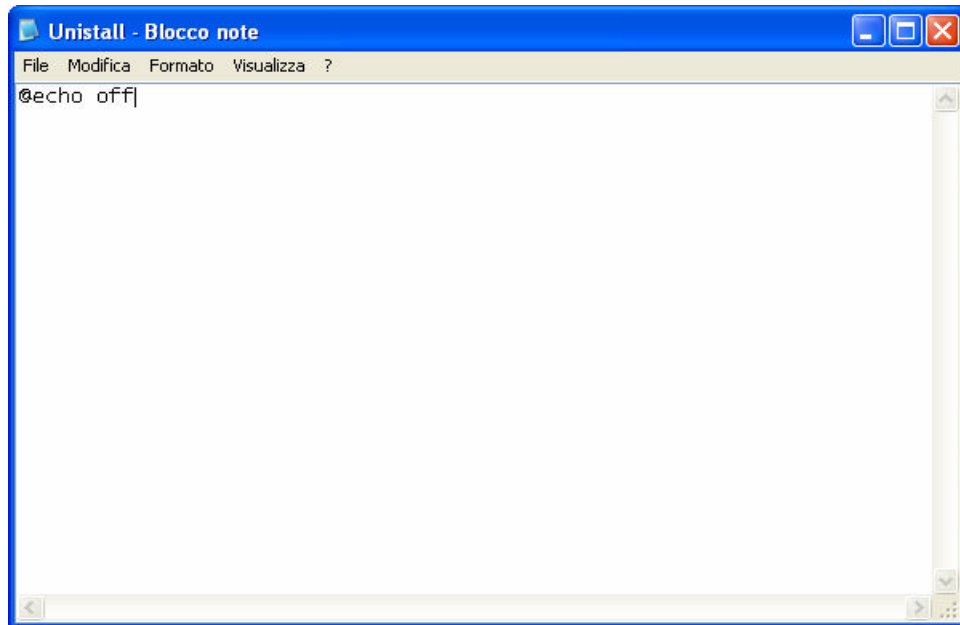 Unistall - Blocco note
File Modifica Formato Visualizza ?
@echo off